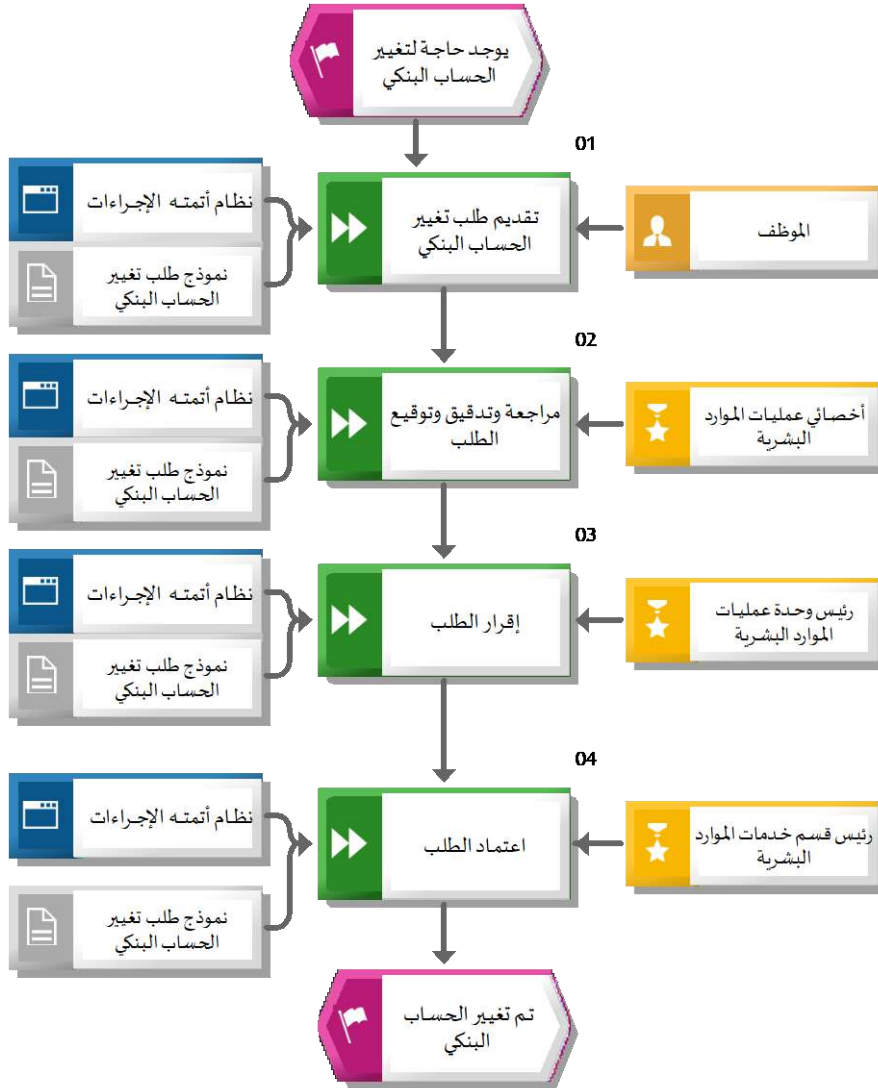 يوجد حاجة لتغيير
الحساب البنكي
01
الموظف
تقديم طلب تغيير
الحساب البنكي
نظام أتمته الإجراءات
نموذج طلب تغيير
الحساب البنكي
02
أخصائي عمليات الموارد
البشرية
مراجعة وتدقيق وتوقيع
الطلب
نظام أتمته الإجراءات
نموذج طلب تغيير
الحساب البنكي
03
رئيس وحدة عمليات
الموارد البشرية
إقرار الطلب
نظام أتمته الإجراءات
نموذج طلب تغيير
الحساب البنكي
04
رئيس قسم خدمات الموارد
البشرية
اعتماد الطلب
نظام أتمته الإجراءات
نموذج طلب تغيير
الحساب البنكي
تم تغيير الحساب
البنكي